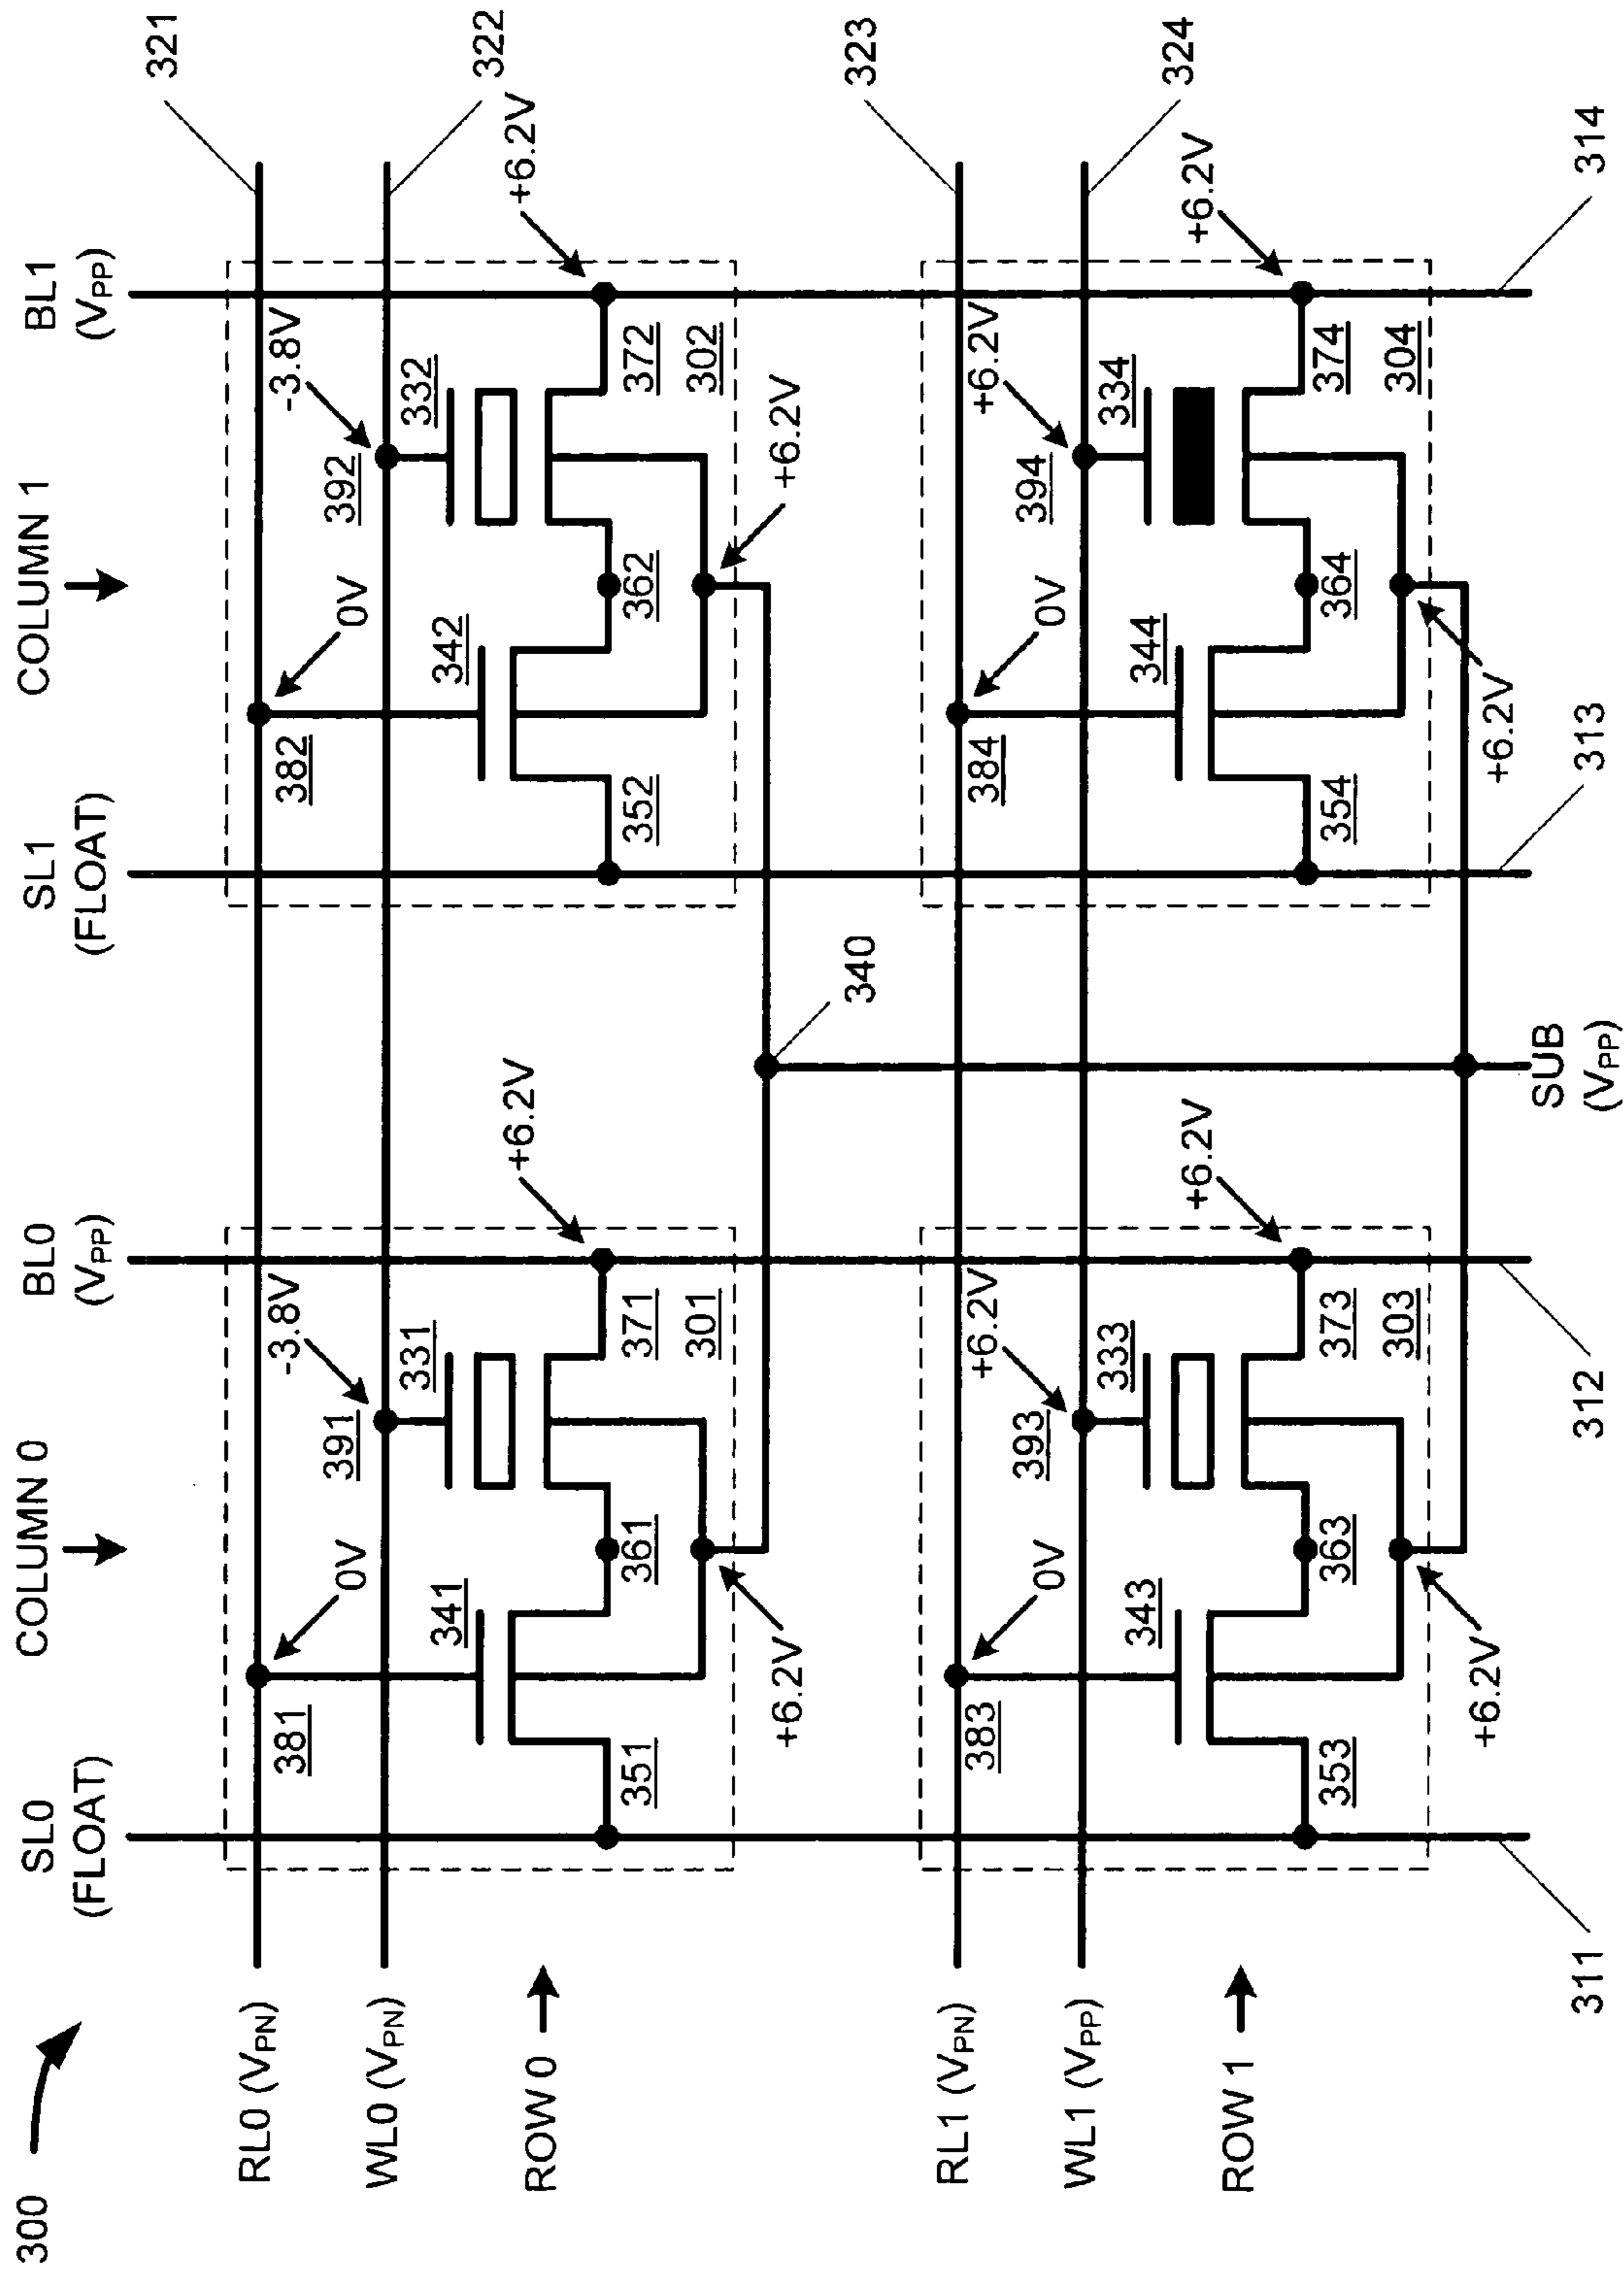 300
COLUMN 0
COLUMN 1
SL0
(FLOAT)
BL0
(VPP)
SL1
(FLOAT)
BL1
(VPP)
321
322
323
324
RL0 (VPN)
WL0 (VPN)
ROW 0
381
0V
391
-3.8V
341
331
351
361
371
301
+6.2V
+6.2V
382
0V
392
-3.8V
342
332
352
362
372
302
+6.2V
+6.2V
340
RL1 (VPN)
WL1 (VPP)
ROW 1
383
0V
393
+6.2V
343
333
353
363
373
303
+6.2V
+6.2V
384
0V
394
+6.2V
344
334
354
364
374
304
+6.2V
+6.2V
311
312
SUB
(VPP)
313
314